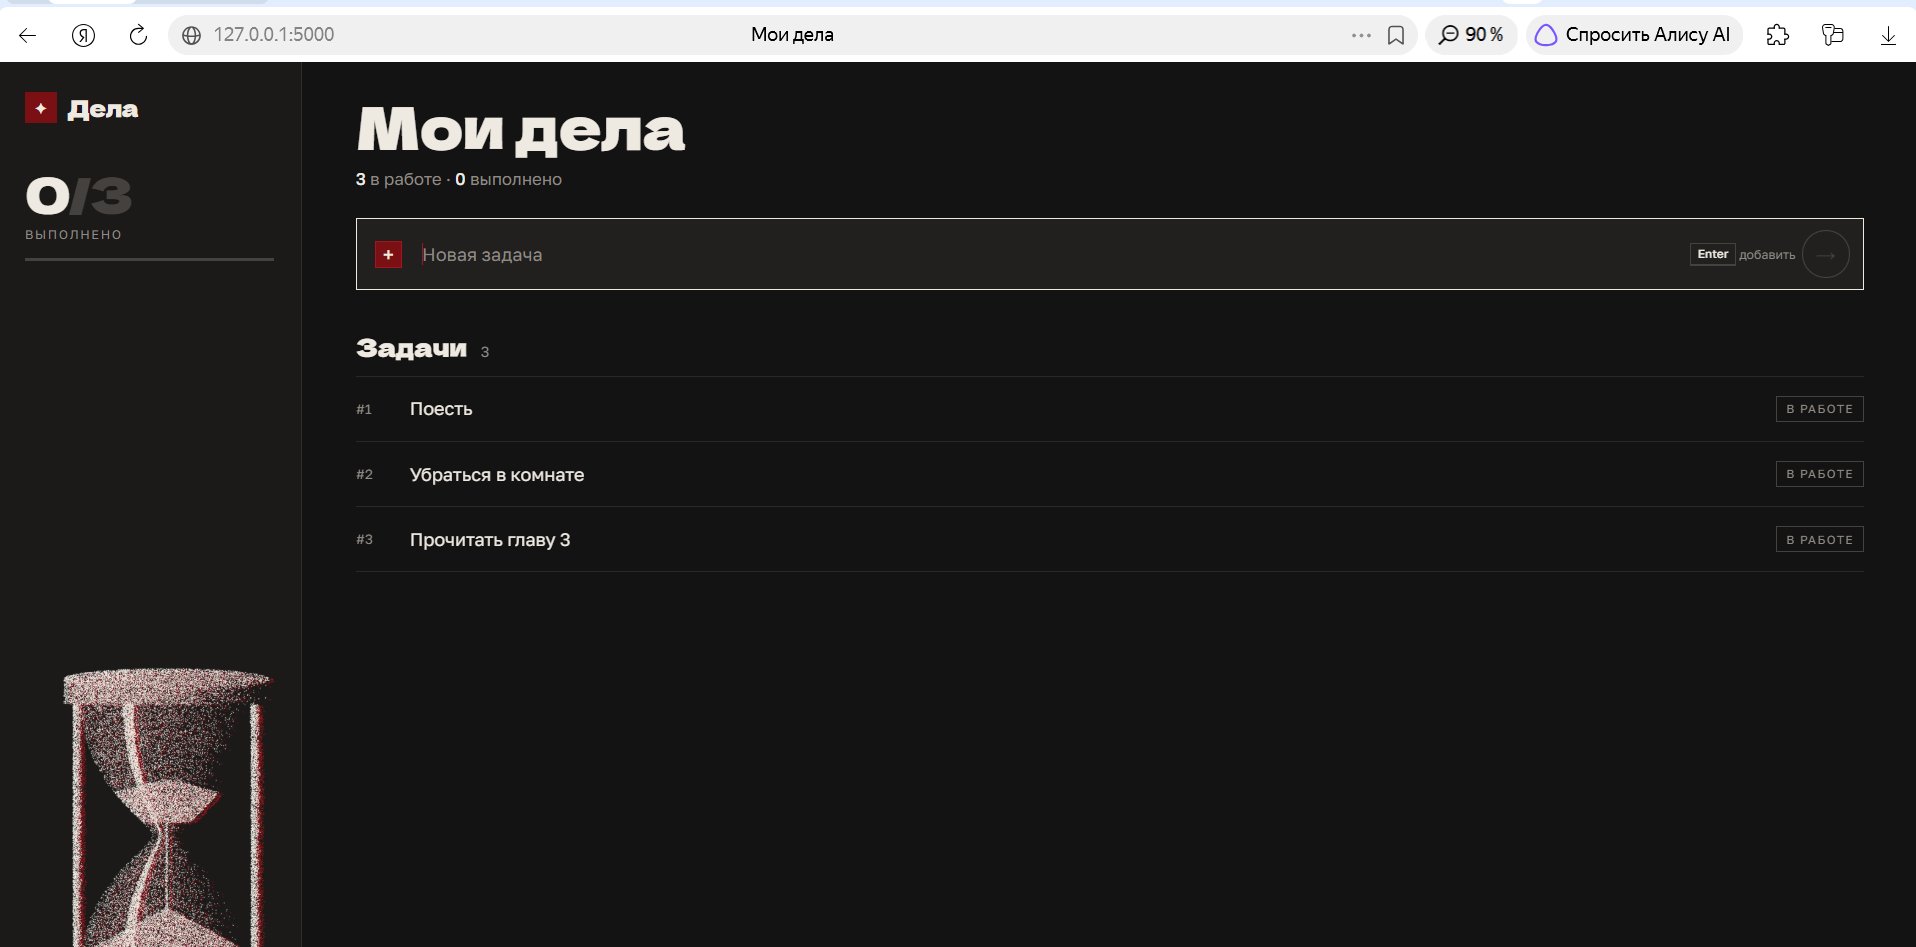 127.0.0.1:5000
Мои дела
90 %
Спросить Алису AI
Дела
0/3
ВЫПОЛНЕНО
Мои дела
3 в работе · 0 выполнено
+ Новая задача
Enter добавить →
Задачи 3
#1 Поесть В РАБОТЕ
#2 Убраться в комнате В РАБОТЕ
#3 Прочитать главу 3 В РАБОТЕ